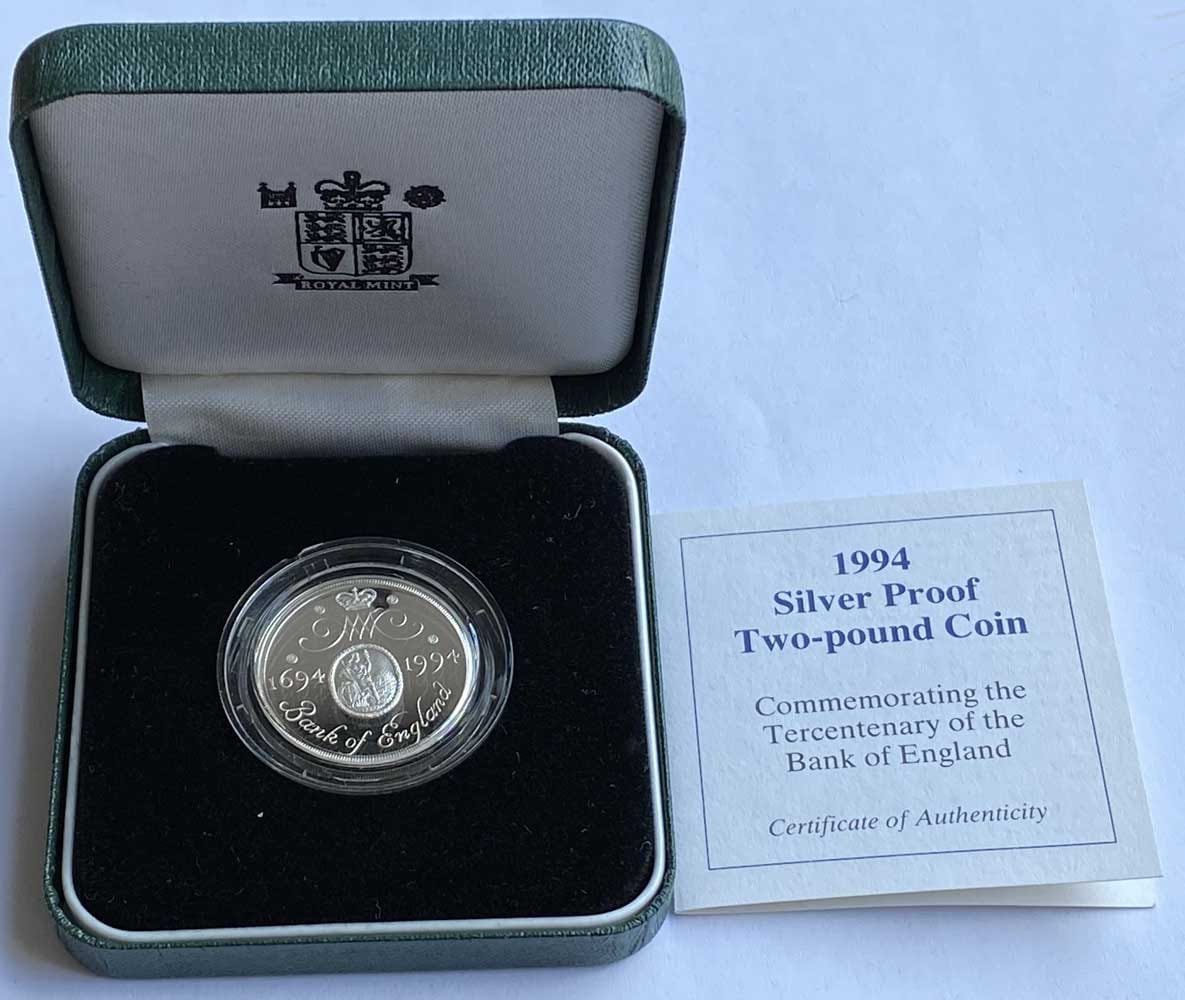 ROYAL MINT
1694 1994
Bank of England
1994
Silver Proof
Two-pound Coin
Commemorating the
Tercentenary of the
Bank of England
Certificate of Authenticity